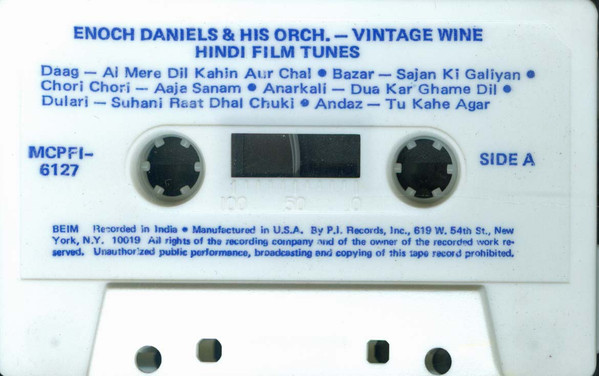 ENOCH DANIELS & HIS ORCH. — VINTAGE WINE
HINDI FILM TUNES
Daag — Ai Mere Dil Kahin Aur Chal • Bazar — Sajan Ki Galiyan •
Chori Chori — Aaja Sanam • Anarkali — Dua Kar Ghame Dil •
Dulari — Suhani Raat Dhal Chuki • Andaz — Tu Kahe Agar
MCPFI-
6127
SIDE A
100 50 0
BEIM Recorded in India • Manufactured in U.S.A. By P.I. Records, Inc., 619 W. 54th St., New
York, N.Y. 10019 All rights of the recording company and of the owner of the recorded work re-
served. Unauthorized public performance, broadcasting and copying of this tape record prohibited.